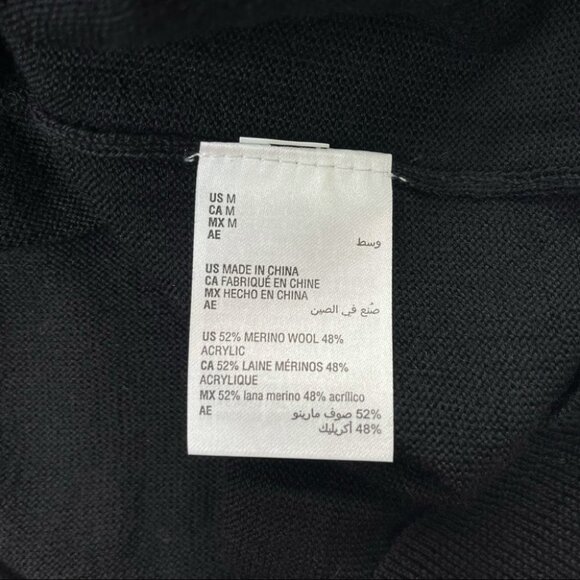 US M
CA M
MX M
AE وسط
US MADE IN CHINA
CA FABRIQUÉ EN CHINE
MX HECHO EN CHINA
AE صُنع في الصين
US 52% MERINO WOOL 48%
ACRYLIC
CA 52% LAINE MÉRINOS 48%
ACRYLIQUE
MX 52% lana merino 48% acrílico
AE 52% صوف مارينو
48% أكريليك